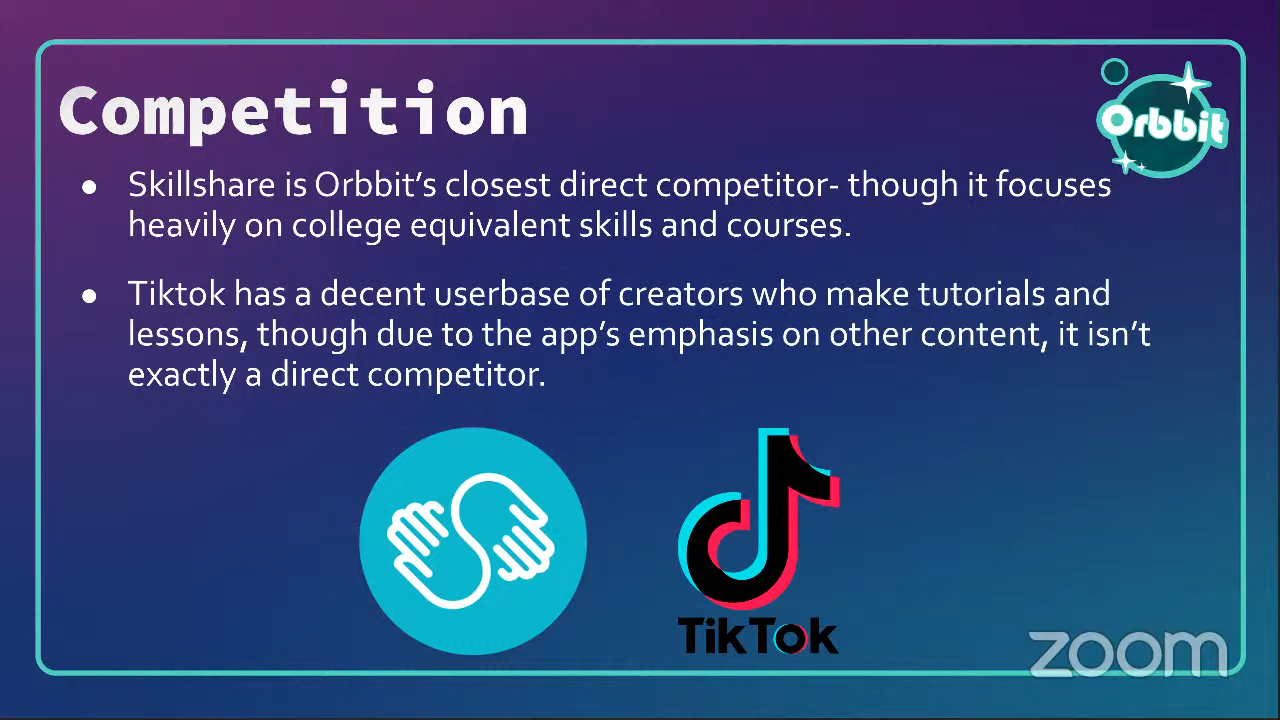 Competition
Orbbit
● Skillshare is Orbbit's closest direct competitor- though it focuses
heavily on college equivalent skills and courses.
● Tiktok has a decent userbase of creators who make tutorials and
lessons, though due to the app's emphasis on other content, it isn't
exactly a direct competitor.
TikTok
zoom